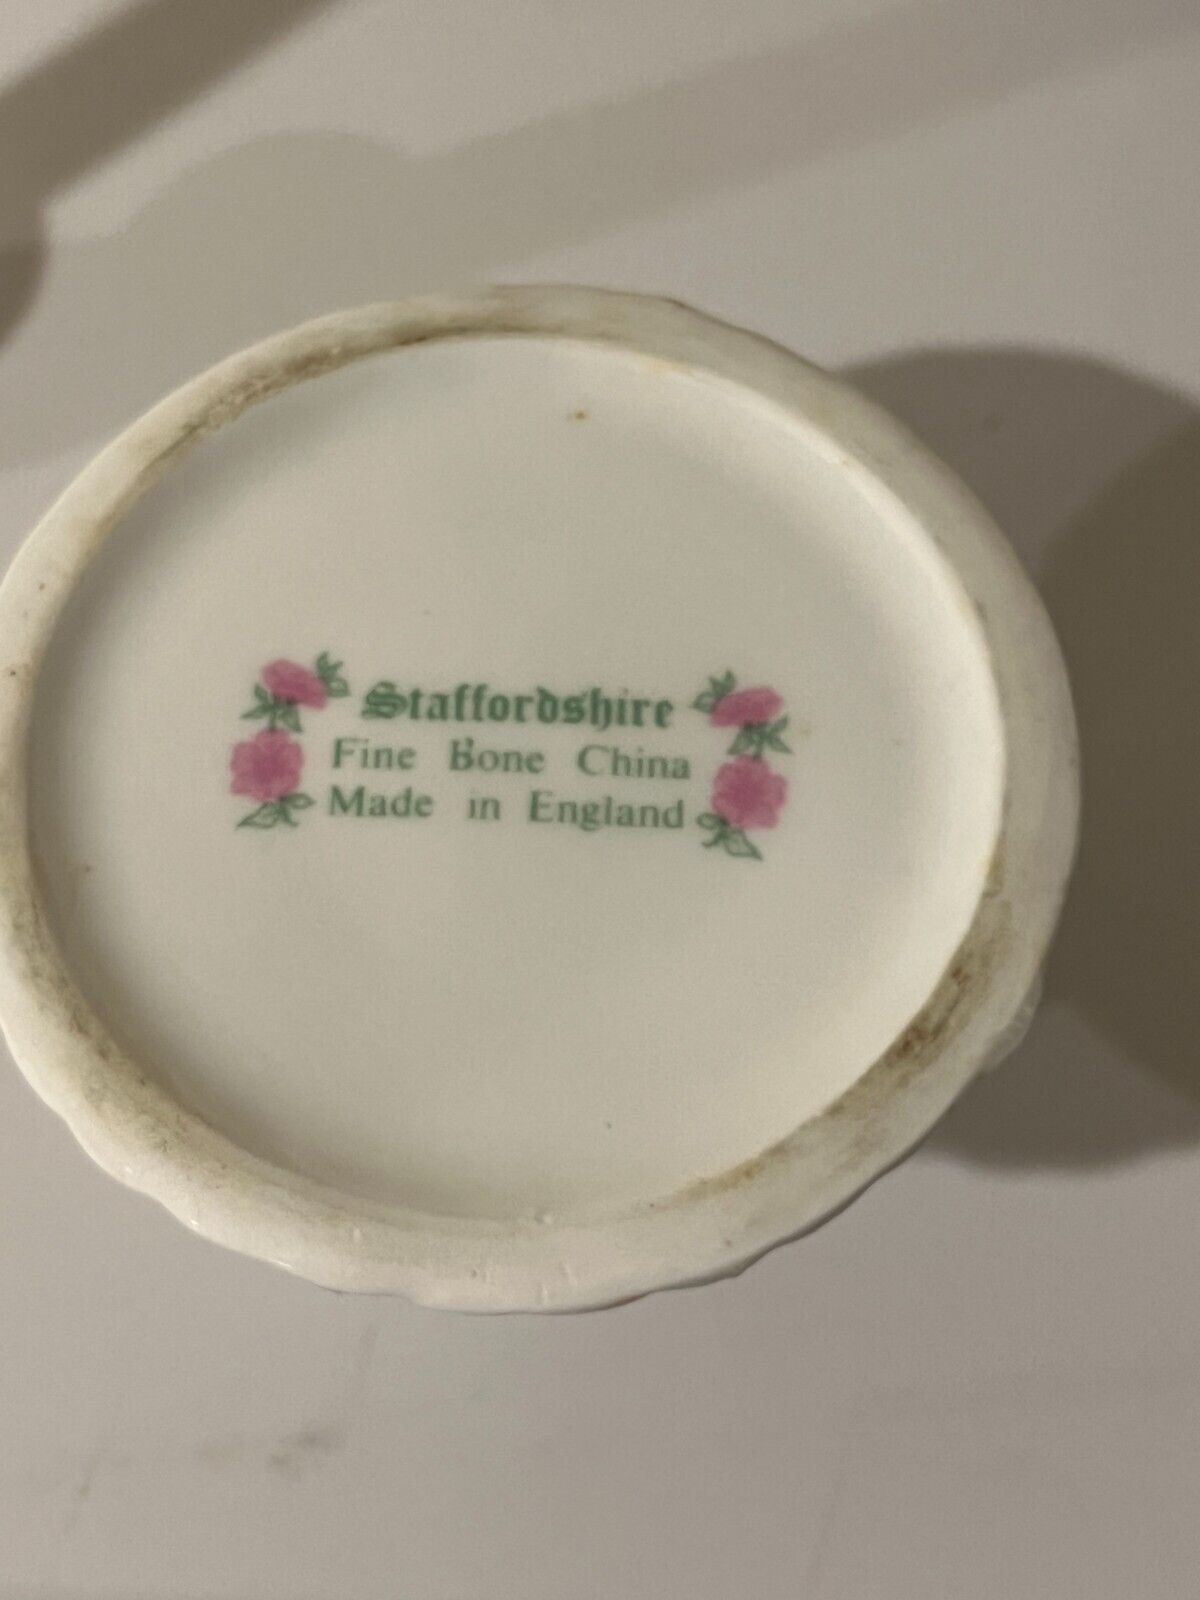 Staffordshire
Fine Bone China
Made in England